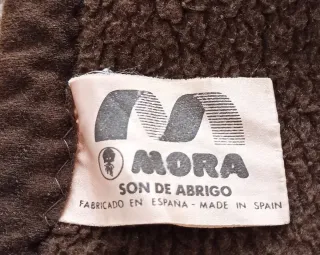 MORA
SON DE ABRIGO
FABRICADO EN ESPAÑA - MADE IN SPAIN